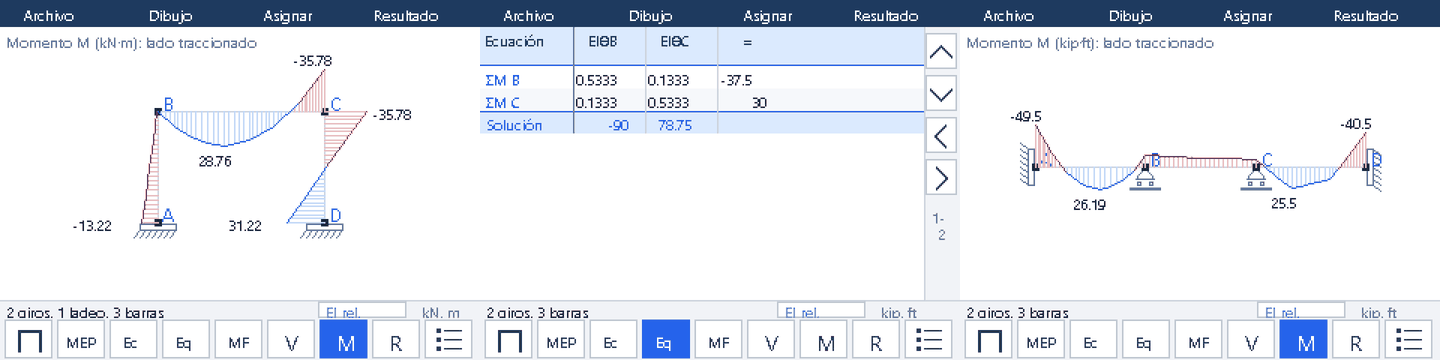 Archivo Dibujo Asignar Resultado
Momento M (kN·m): lado traccionado
-35.78
B
C
-35.78
28.76
A
-13.22
31.22
D
2 giros. 1 ladeo. 3 barras
EI rel.
kN. m
MEP Ec Eq MF V M R
Archivo Dibujo Asignar Resultado
Ecuación EIΘB EIΘC =
ΣM B 0.5333 0.1333 -37.5
ΣM C 0.1333 0.5333 30
Solución -90 78.75
1-
2
2 giros. 3 barras
EI rel.
kip. ft
MEP Ec Eq MF V M R
Archivo Dibujo Asignar Resultado
Momento M (kip·ft): lado traccionado
-49.5
-40.5
A
B
C
D
26.19
25.5
2 giros. 3 barras
EI rel.
kip. ft
MEP Ec Eq MF V M R